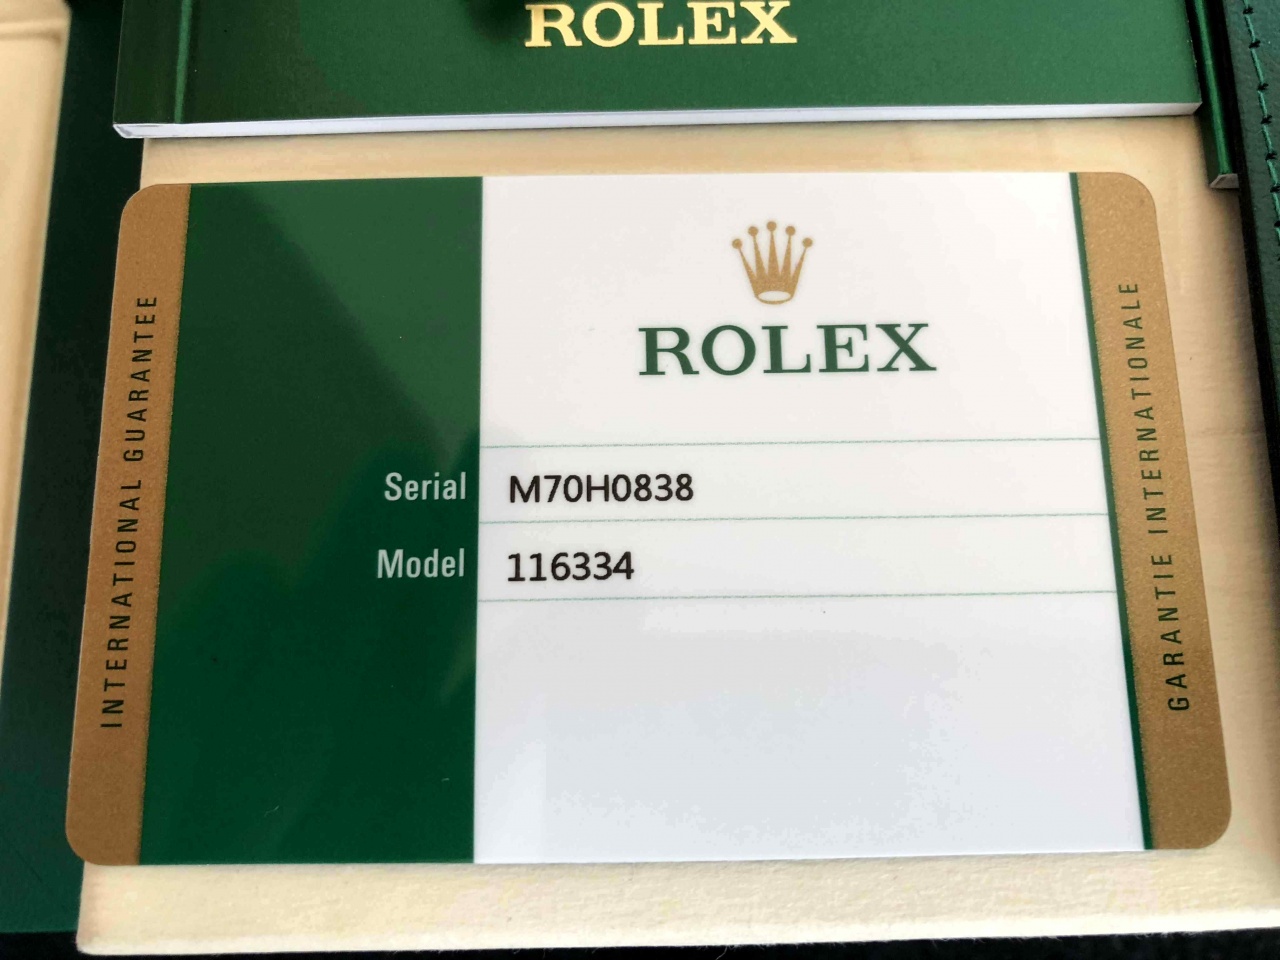 ROLEX
ROLEX
INTERNATIONAL GUARANTEE
Serial M70H0838
Model 116334
GARANTIE INTERNATIONALE